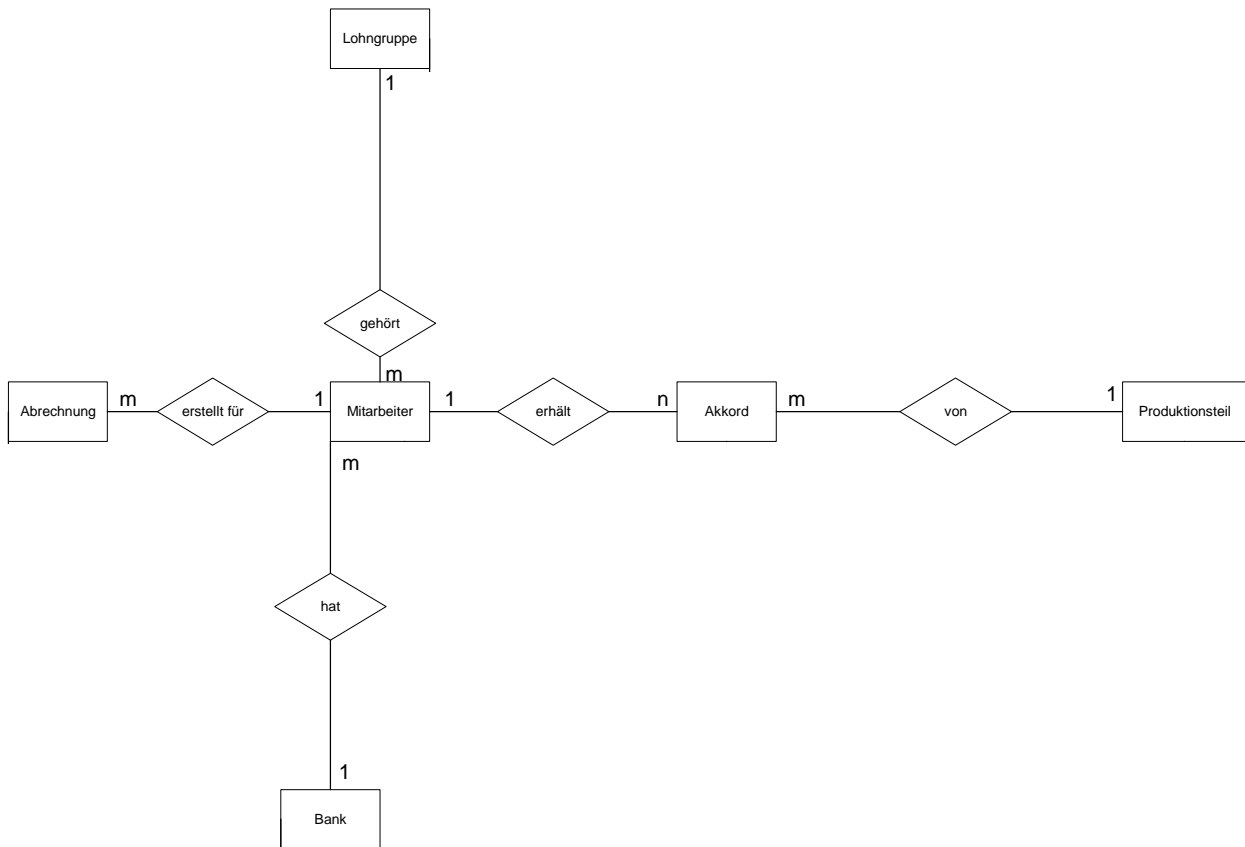 Lohngruppe
1
gehört
m
Abrechnung m erstellt für 1 Mitarbeiter 1 erhält n Akkord m von 1 Produktionsteil
m
hat
1
Bank